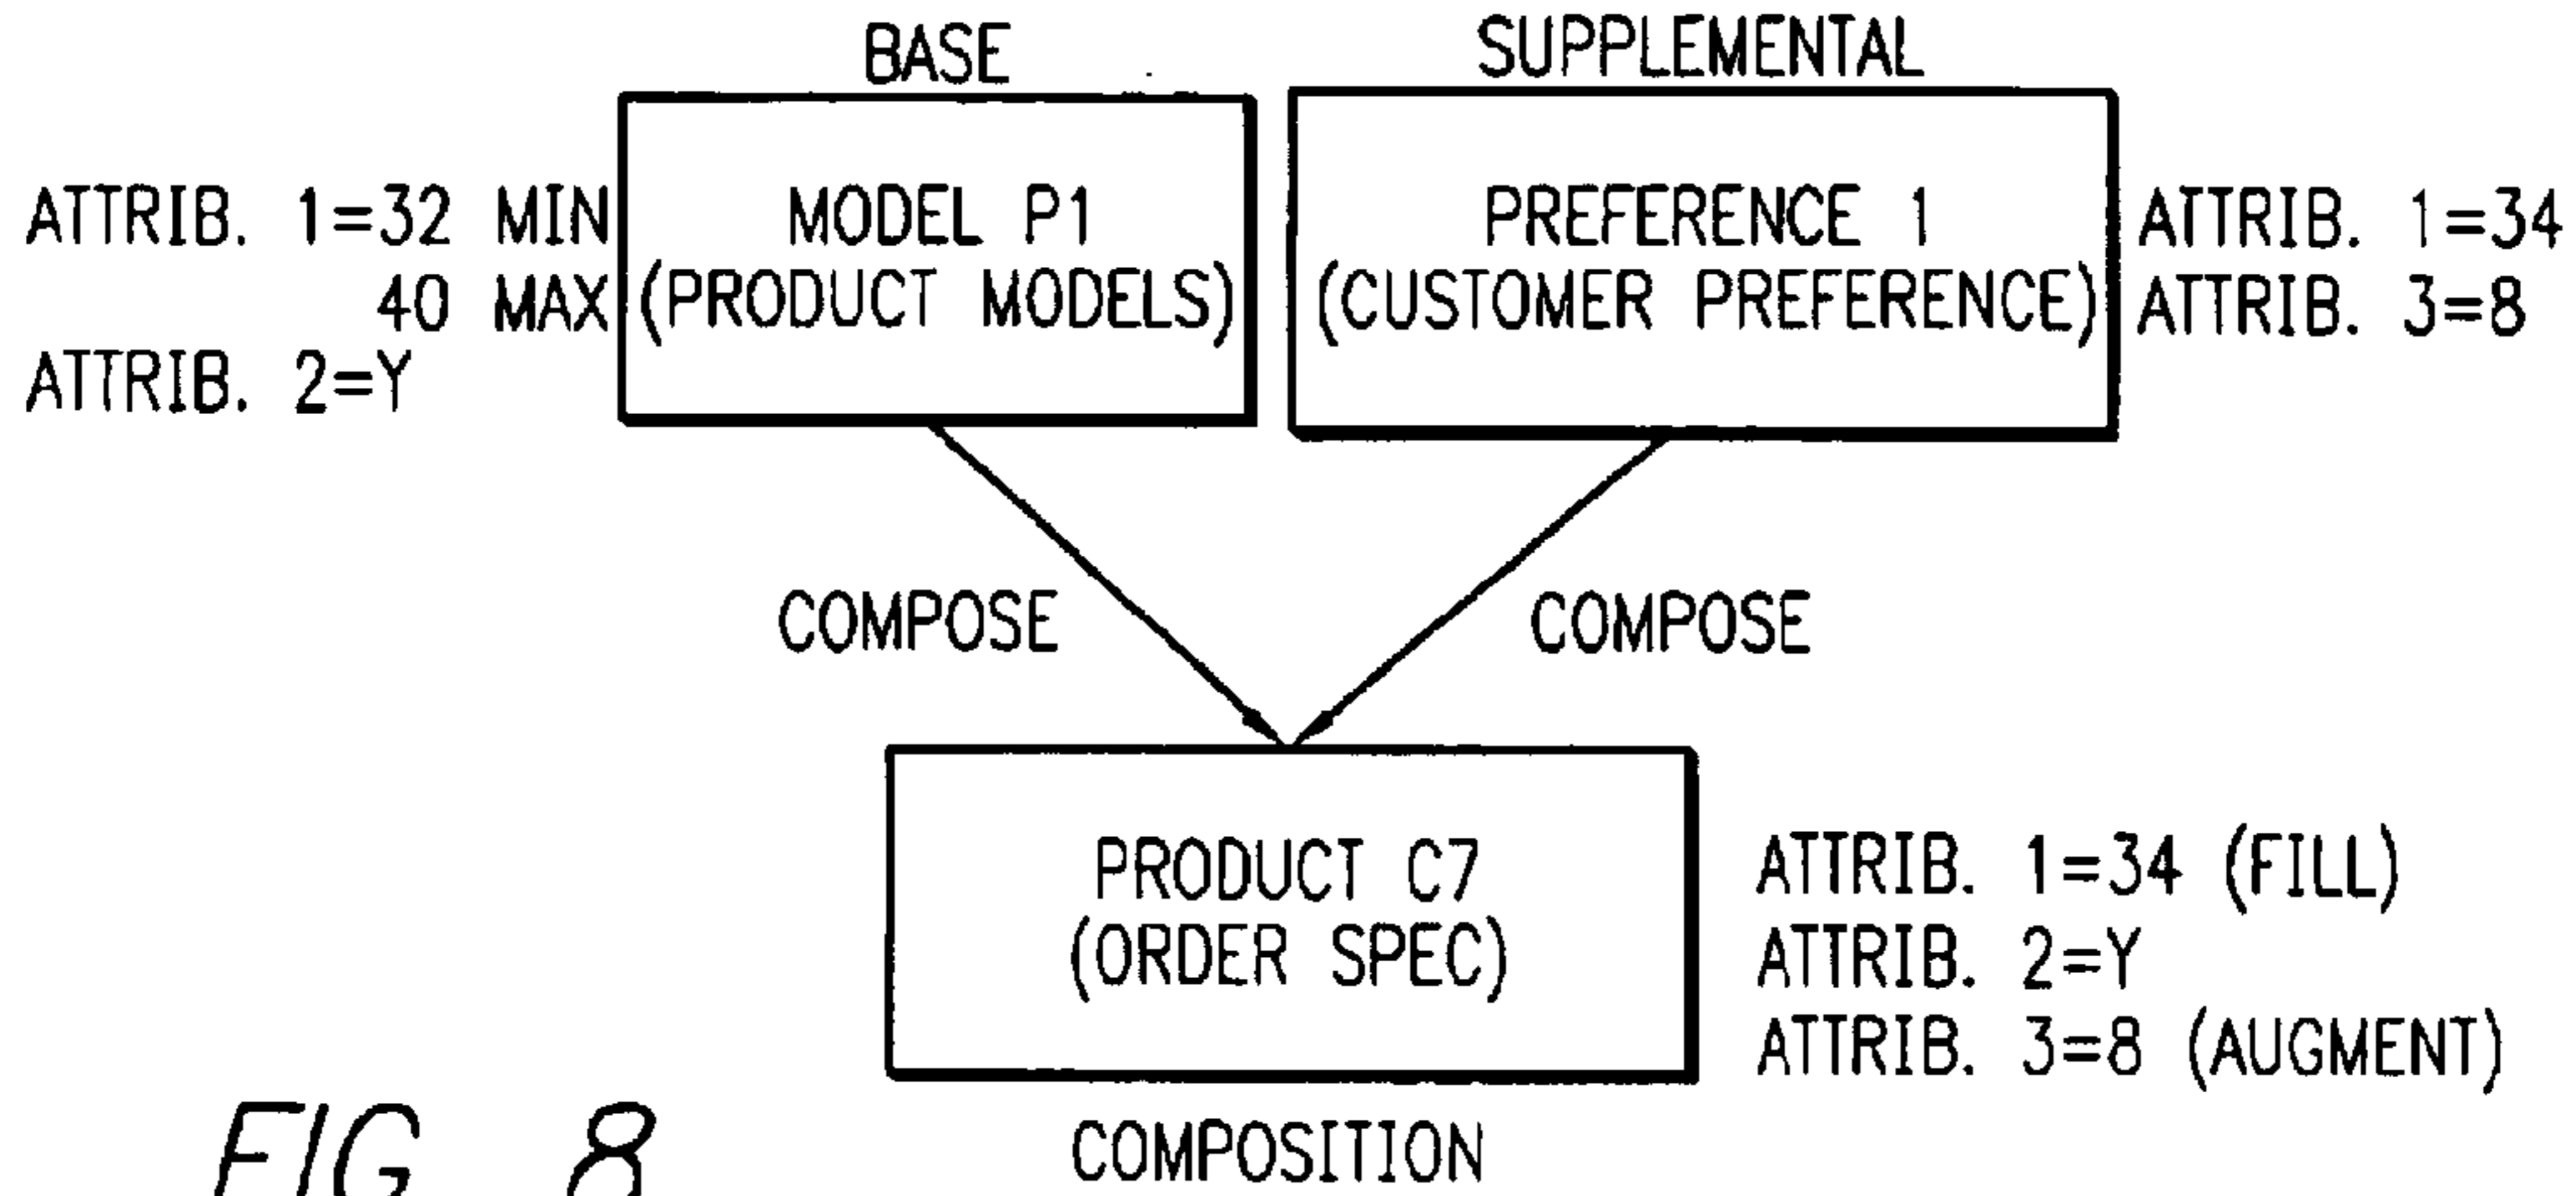 BASE
SUPPLEMENTAL
ATTRIB. 1=32 MIN
40 MAX
ATTRIB. 2=Y
MODEL P1
(PRODUCT MODELS)
PREFERENCE 1
(CUSTOMER PREFERENCE)
ATTRIB. 1=34
ATTRIB. 3=8
COMPOSE
COMPOSE
PRODUCT C7
(ORDER SPEC)
ATTRIB. 1=34 (FILL)
ATTRIB. 2=Y
ATTRIB. 3=8 (AUGMENT)
COMPOSITION
FIG 8